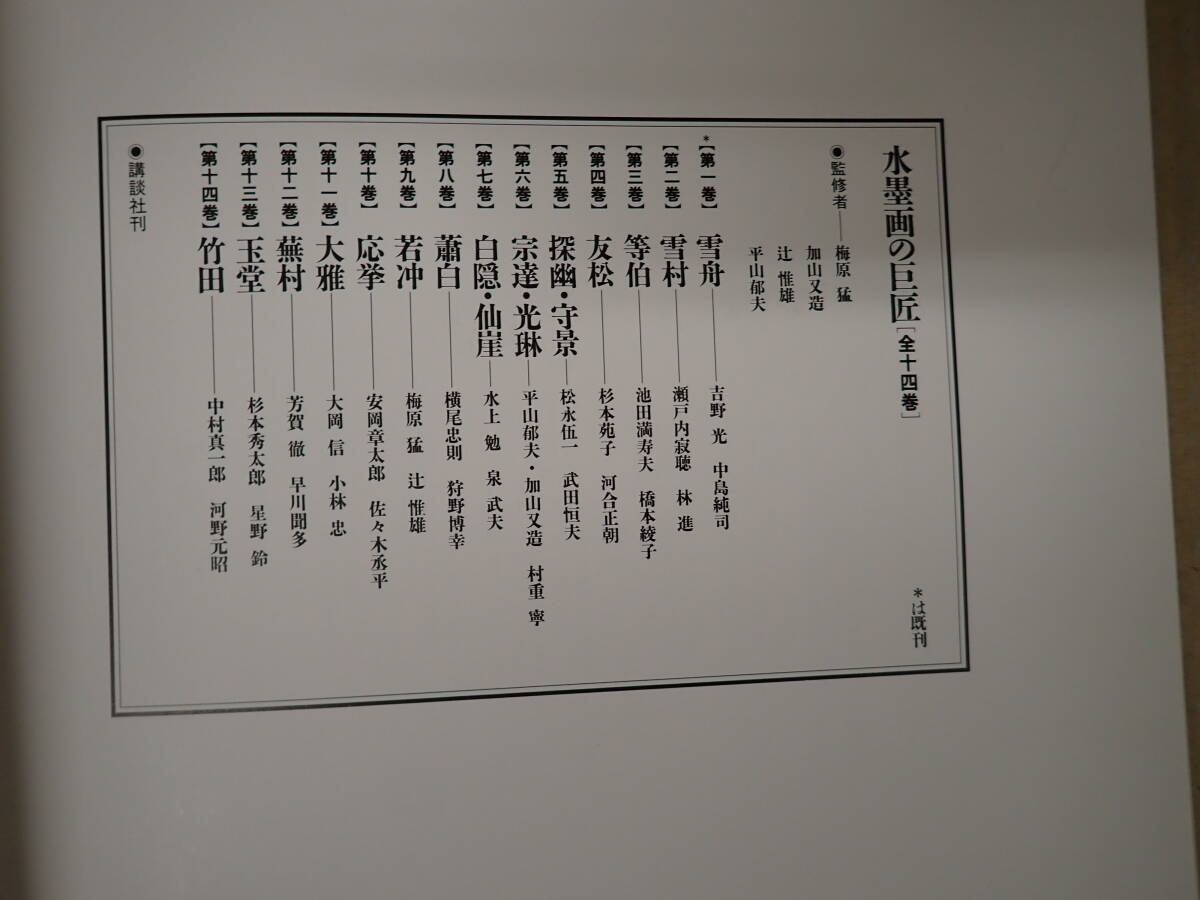 水墨画の巨匠[全十四巻]
*は既刊
◉監修者——梅原 猛
加山又造
辻 惟雄
平山郁夫
*【第一巻】雪舟——吉野 光 中島純司
【第二巻】雪村——瀬戸内寂聴 林 進
【第三巻】等伯——池田満寿夫 橋本綾子
【第四巻】友松——杉本苑子 河合正朝
【第五巻】探幽・守景——松永伍一 武田恒夫
【第六巻】宗達・光琳——平山郁夫・加山又造 村重 寧
【第七巻】白隠・仙崖——水上 勉 泉 武夫
【第八巻】蕭白——横尾忠則 狩野博幸
【第九巻】若冲——梅原 猛 辻 惟雄
【第十巻】応挙——安岡章太郎 佐々木丞平
【第十一巻】大雅——大岡 信 小林 忠
【第十二巻】蕪村——芳賀 徹 早川聞多
【第十三巻】玉堂——杉本秀太郎 星野 鈴
【第十四巻】竹田——中村真一郎 河野元昭
◉講談社刊